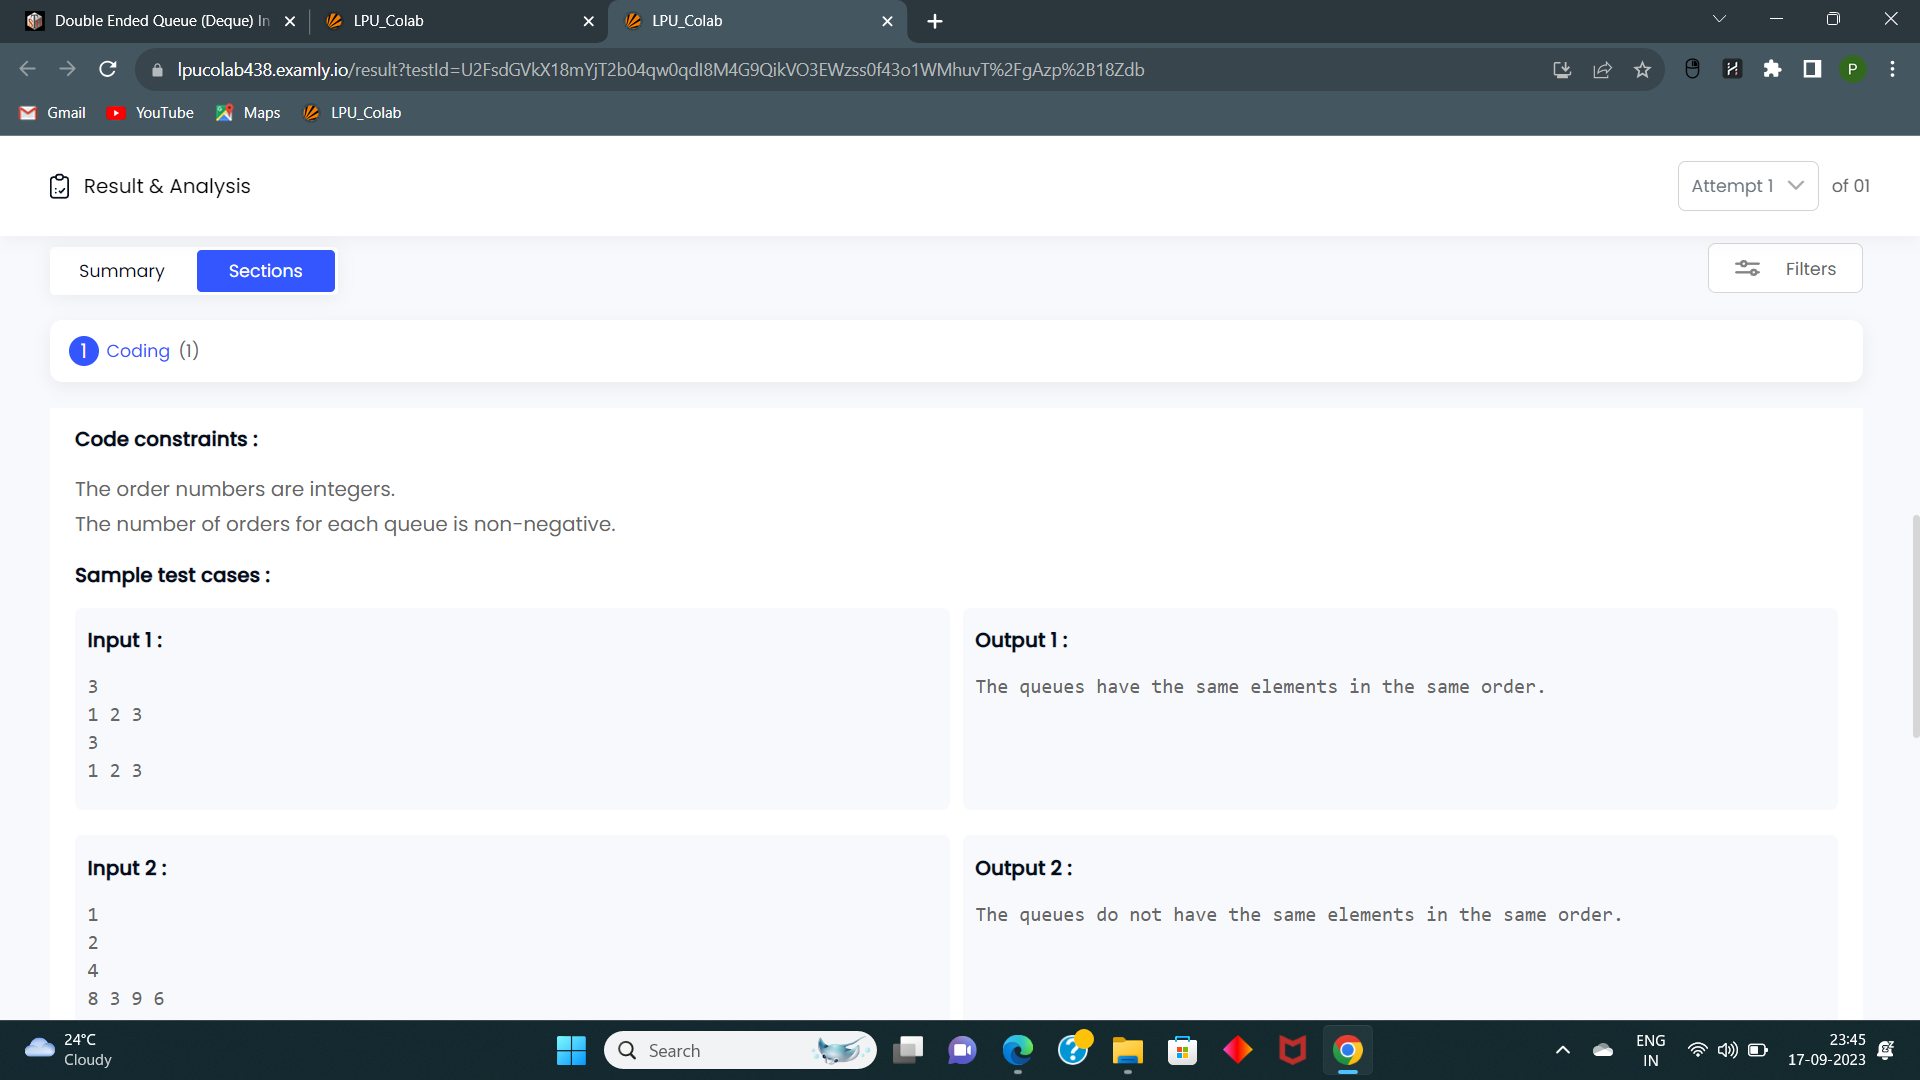 Double Ended Queue (Deque) In
LPU_Colab
LPU_Colab
lpucolab438.examly.io/result?testId=U2FsdGVkX18mYjT2b04qw0qdI8M4G9QikVO3EWzss0f43o1WMhuvT%2FgAzp%2B18Zdb
P
Gmail
YouTube
Maps
LPU_Colab
Result & Analysis
Attempt 1
of 01
Summary
Sections
Filters
1 Coding (1)
Code constraints :
The order numbers are integers.
The number of orders for each queue is non-negative.
Sample test cases :
Input 1 :
3
1 2 3
3
1 2 3
Output 1 :
The queues have the same elements in the same order.
Input 2 :
1
2
4
8 3 9 6
Output 2 :
The queues do not have the same elements in the same order.
24°C
Cloudy
Search
ENG
IN
23:45
17-09-2023